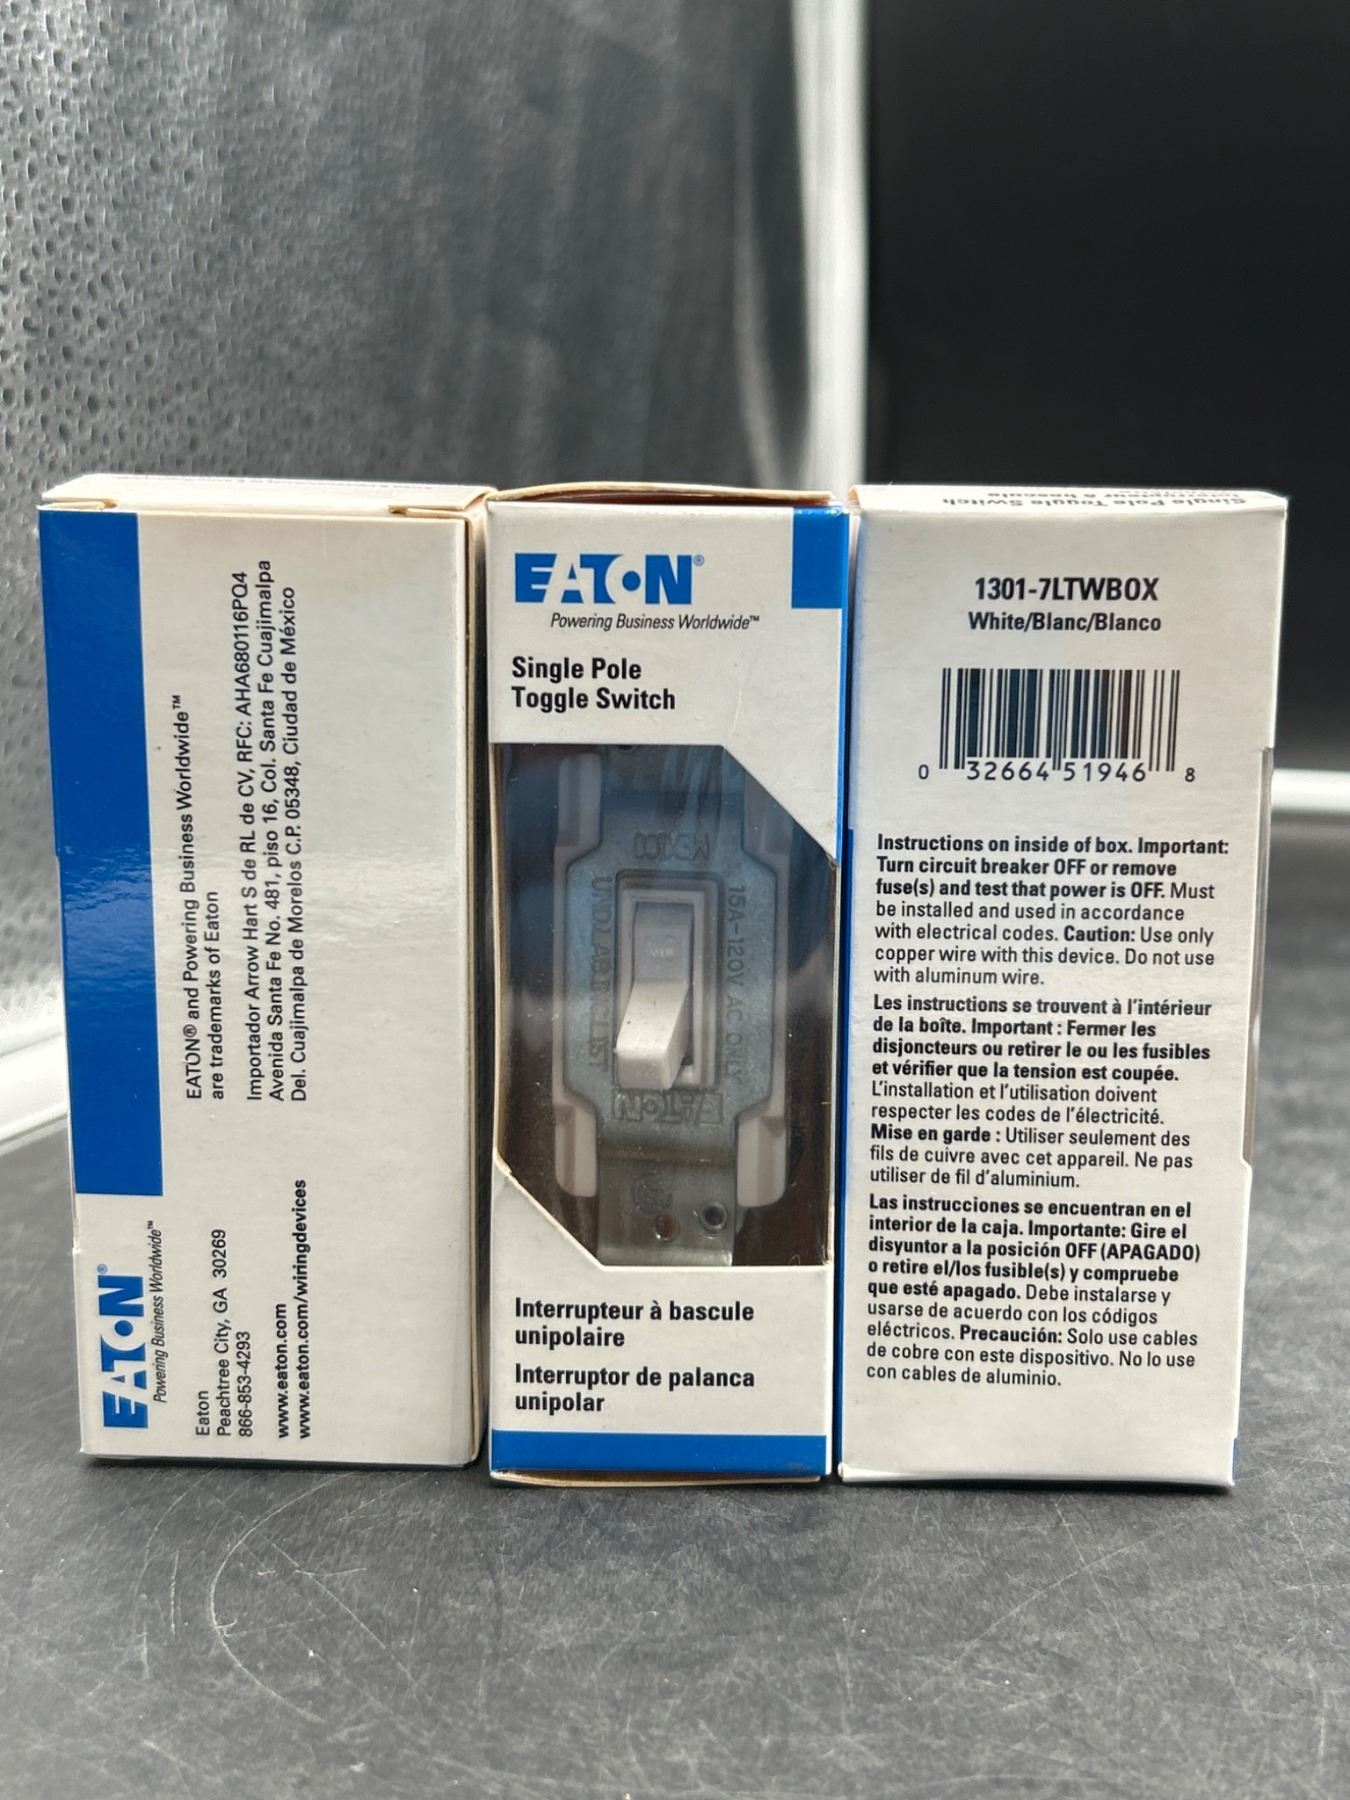 EATON®
Powering Business Worldwide™
Eaton
Peachtree City, GA 30269
866-853-4293
www.eaton.com
www.eaton.com/wiringdevices
EATON® and Powering Business Worldwide™
are trademarks of Eaton
Importador Arrow Hart S de RL de CV, RFC: AHA680116PQ4
Avenida Santa Fe No. 481, piso 16, Col. Santa Fe Cuajimalpa
Del. Cuajimalpa de Morelos C.P. 05348, Ciudad de México
EATON®
Powering Business Worldwide™
Single Pole
Toggle Switch
MEXICO
UND. LAB. INC. LIST
15A-120V AC ONLY
EATON
Interrupteur à bascule
unipolaire
Interruptor de palanca
unipolar
Single Pole Toggle Switch
Interrupteur à bascule
1301-7LTWBOX
White/Blanc/Blanco
0 32664 51946 8
Instructions on inside of box. Important:
Turn circuit breaker OFF or remove
fuse(s) and test that power is OFF. Must
be installed and used in accordance
with electrical codes. Caution: Use only
copper wire with this device. Do not use
with aluminum wire.
Les instructions se trouvent à l'intérieur
de la boîte. Important : Fermer les
disjoncteurs ou retirer le ou les fusibles
et vérifier que la tension est coupée.
L'installation et l'utilisation doivent
respecter les codes de l'électricité.
Mise en garde : Utiliser seulement des
fils de cuivre avec cet appareil. Ne pas
utiliser de fil d'aluminium.
Las instrucciones se encuentran en el
interior de la caja. Importante: Gire el
disyuntor a la posición OFF (APAGADO)
o retire el/los fusible(s) y compruebe
que esté apagado. Debe instalarse y
usarse de acuerdo con los códigos
eléctricos. Precaución: Solo use cables
de cobre con este dispositivo. No lo use
con cables de aluminio.